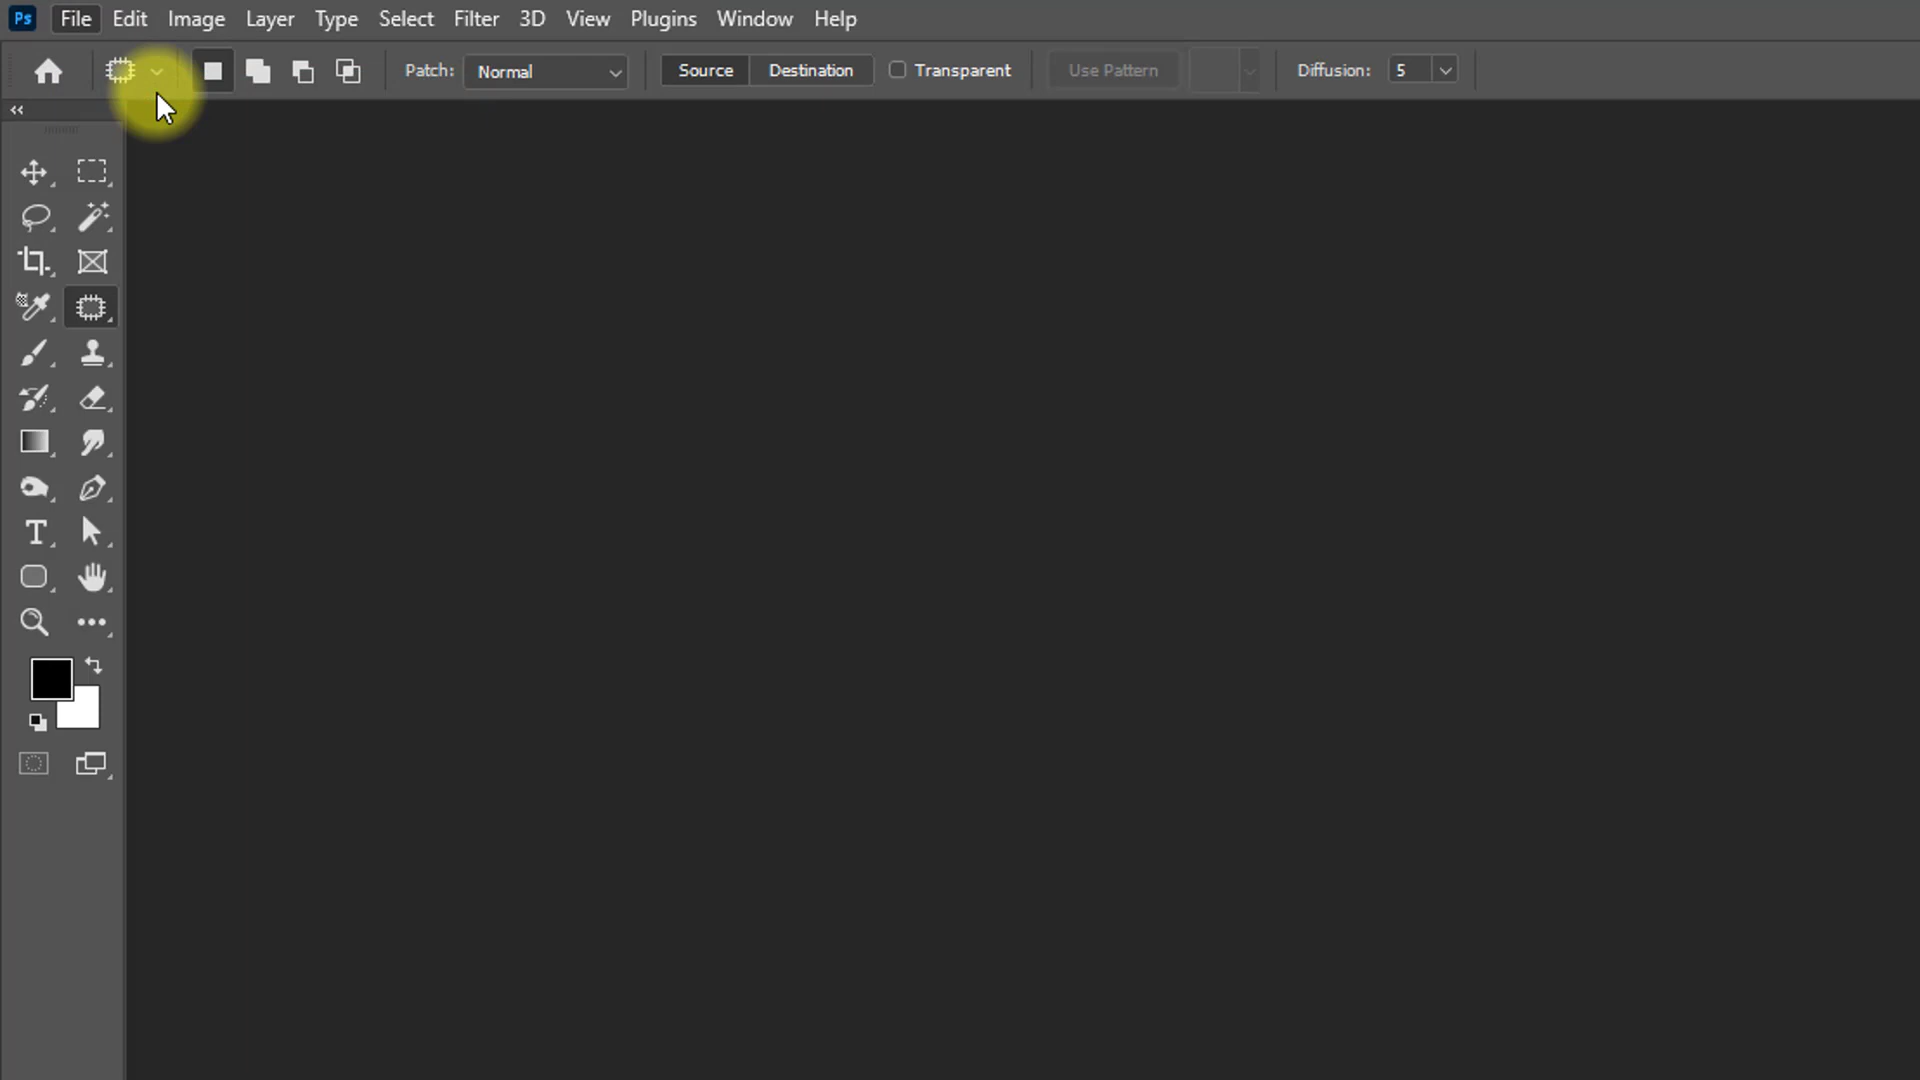 Ps File Edit Image Layer Type Select Filter 3D View Plugins Window Help
Patch: Normal Source Destination Transparent Use Pattern Diffusion: 5